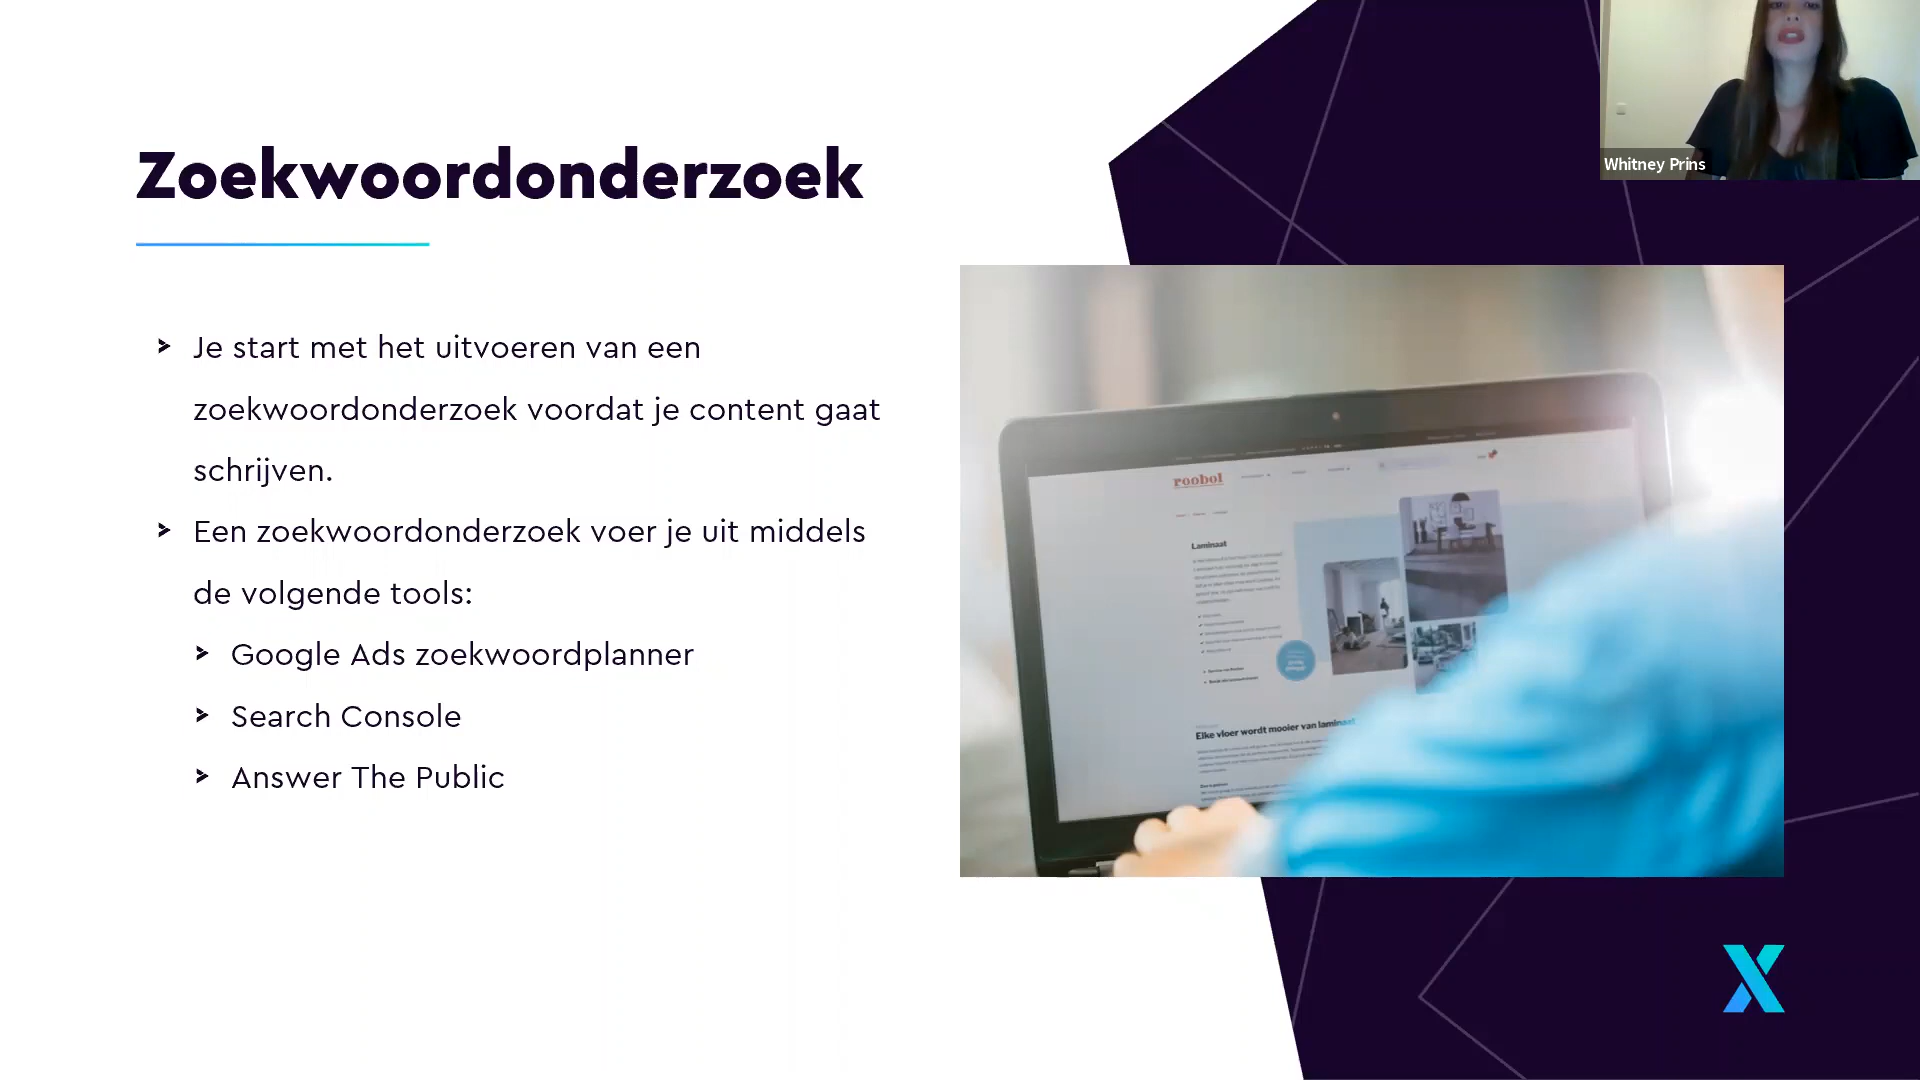 Whitney Prins
Zoekwoordonderzoek
Je start met het uitvoeren van een
zoekwoordonderzoek voordat je content gaat
schrijven.
Een zoekwoordonderzoek voer je uit middels
de volgende tools:
Google Ads zoekwoordplanner
Search Console
Answer The Public
roobol
Laminaat
Elke vloer wordt mooier van laminaat